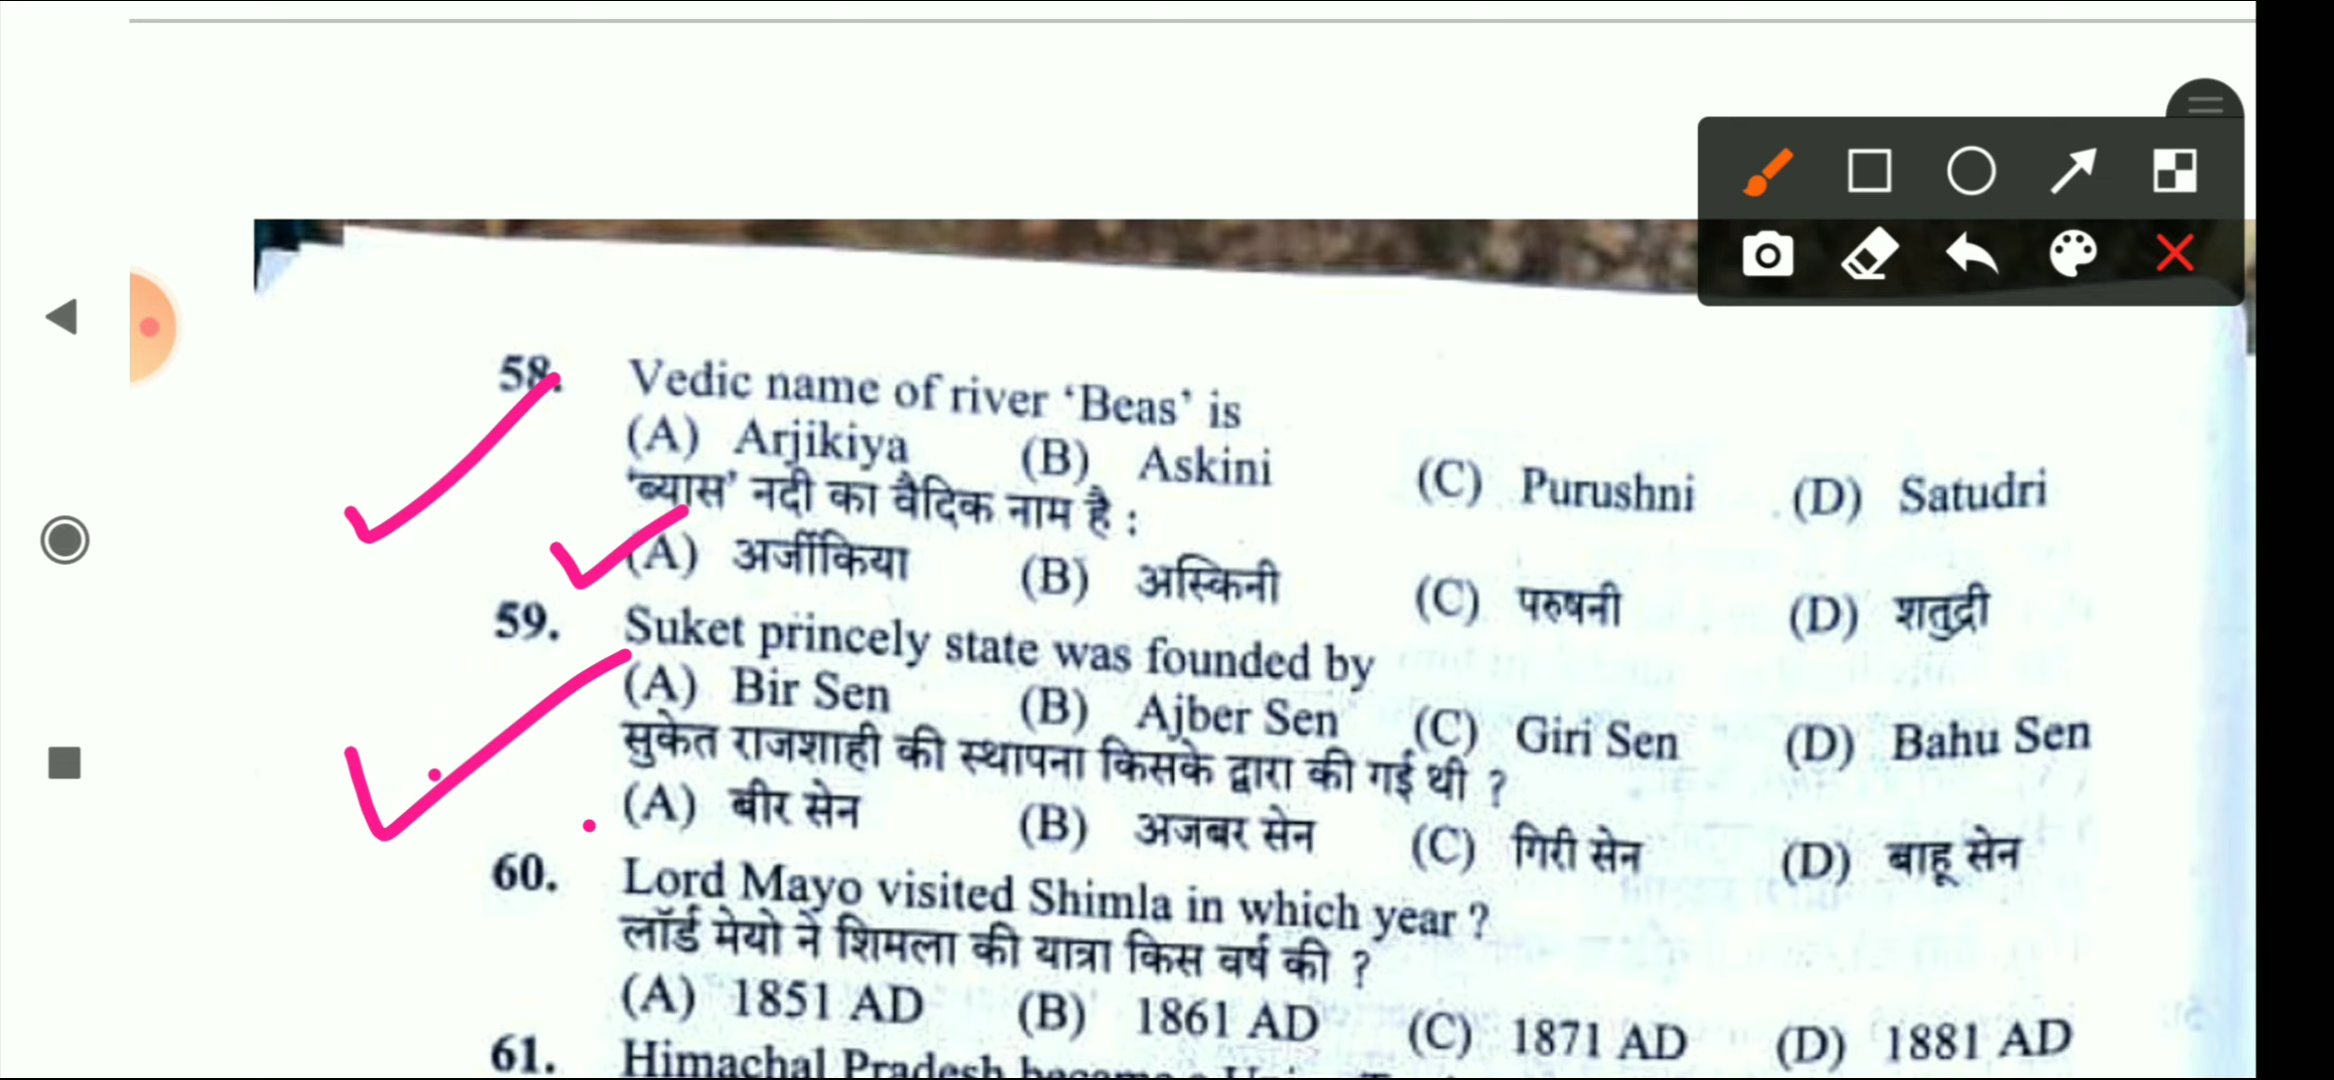 58. Vedic name of river ‘Beas’ is
(A) Arjikiya (B) Askini (C) Purushni (D) Satudri
‘ब्यास’ नदी का वैदिक नाम है :
(A) अर्जीकिया (B) अस्किनी (C) परुषनी (D) शतुद्री
59. Suket princely state was founded by
(A) Bir Sen (B) Ajber Sen (C) Giri Sen (D) Bahu Sen
सुकेत राजशाही की स्थापना किसके द्वारा की गई थी ?
(A) बीर सेन (B) अजबर सेन (C) गिरी सेन (D) बाहू सेन
60. Lord Mayo visited Shimla in which year ?
लॉर्ड मेयो ने शिमला की यात्रा किस वर्ष की ?
(A) 1851 AD (B) 1861 AD (C) 1871 AD (D) 1881 AD
61. Himachal Pradesh became a